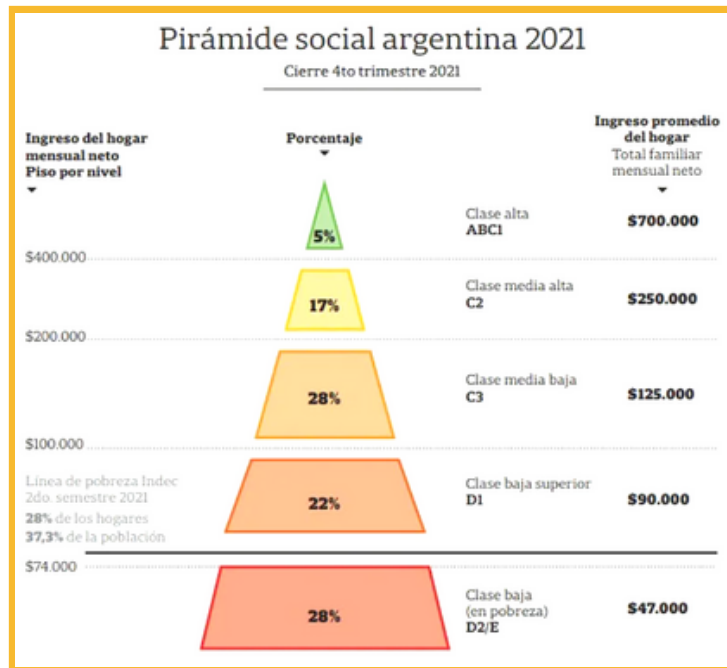 Pirámide social argentina 2021
Cierre 4to trimestre 2021
Ingreso del hogar
mensual neto
Piso por nivel
Porcentaje
Ingreso promedio
del hogar
Total familiar
mensual neto
5%
Clase alta
ABC1
$700.000
$400.000
17%
Clase media alta
C2
$250.000
$200.000
28%
Clase media baja
C3
$125.000
$100.000
Línea de pobreza Indec
2do. semestre 2021
28% de los hogares
37,3% de la población
22%
Clase baja superior
D1
$90.000
$74.000
28%
Clase baja
(en pobreza)
D2/E
$47.000